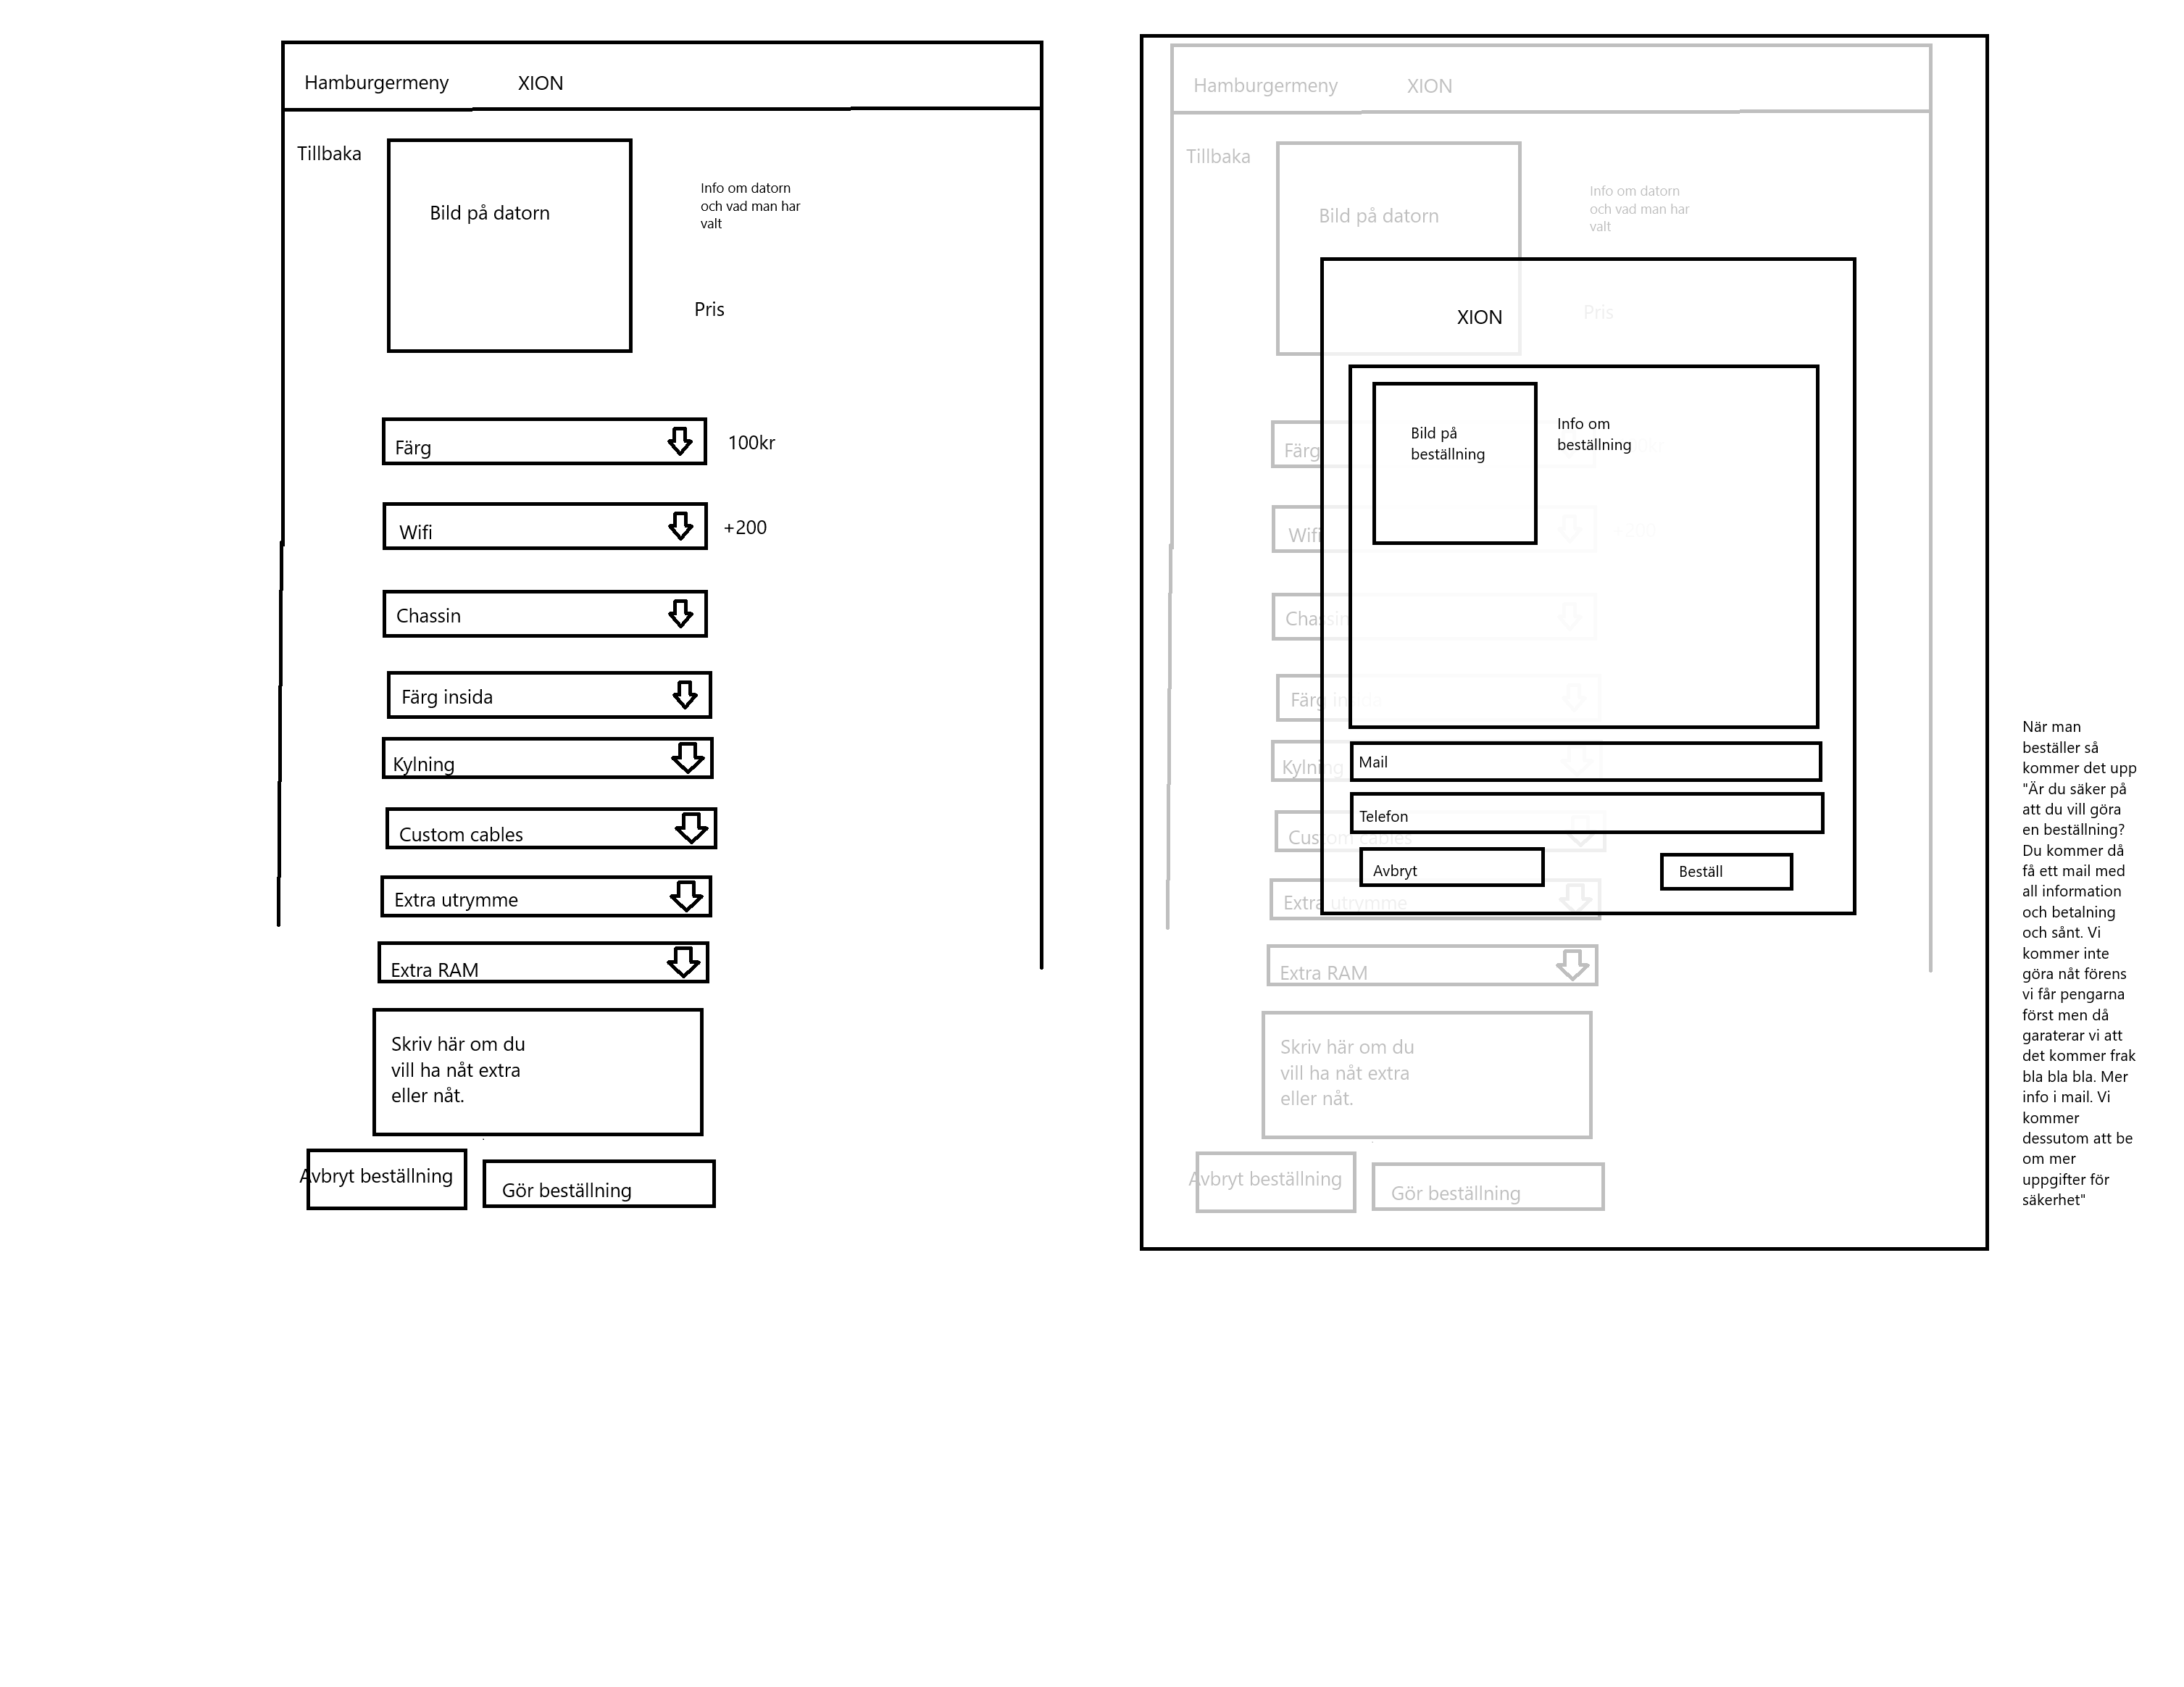 Hamburgermeny XION
Tillbaka
Bild på datorn
Info om datorn
och vad man har
valt
Pris
Färg
100kr
Wifi
+200
Chassin
Färg insida
Kylning
Custom cables
Extra utrymme
Extra RAM
Skriv här om du
vill ha nåt extra
eller nåt.
Avbryt beställning
Gör beställning
Hamburgermeny XION
Tillbaka
Bild på datorn
Info om datorn
och vad man har
valt
Pris
XION
Bild på
beställning
Info om
beställning
Färg
Wifi
+200
Chassin
Färg insida
Kylning
Custom cables
Extra utrymme
Mail
Telefon
Avbryt
Beställ
Extra RAM
Skriv här om du
vill ha nåt extra
eller nåt.
Avbryt beställning
Gör beställning
När man
beställer så
kommer det upp
"Är du säker på
att du vill göra
en beställning?
Du kommer då
få ett mail med
all information
och betalning
och sånt. Vi
kommer inte
göra nåt förens
vi får pengarna
först men då
garaterar vi att
det kommer frak
bla bla bla. Mer
info i mail. Vi
kommer
dessutom att be
om mer
uppgifter för
säkerhet"